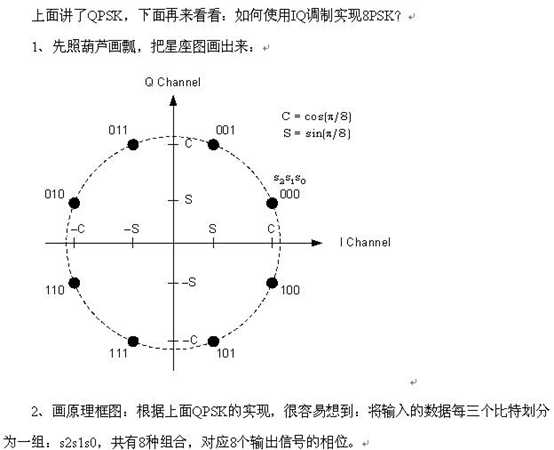 上面讲了QPSK，下面再来看看：如何使用IQ调制实现8PSK？
1、先照葫芦画瓢，把星座图画出来：
Q Channel
C = cos(π/8)
S = sin(π/8)
011
001
C
s2s1s0
010
000
S
−C
−S
S
C
I Channel
110
−S
100
−C
111
101
2、画原理框图：根据上面QPSK的实现，很容易想到：将输入的数据每三个比特划分
为一组：s2s1s0，共有8种组合，对应8个输出信号的相位。